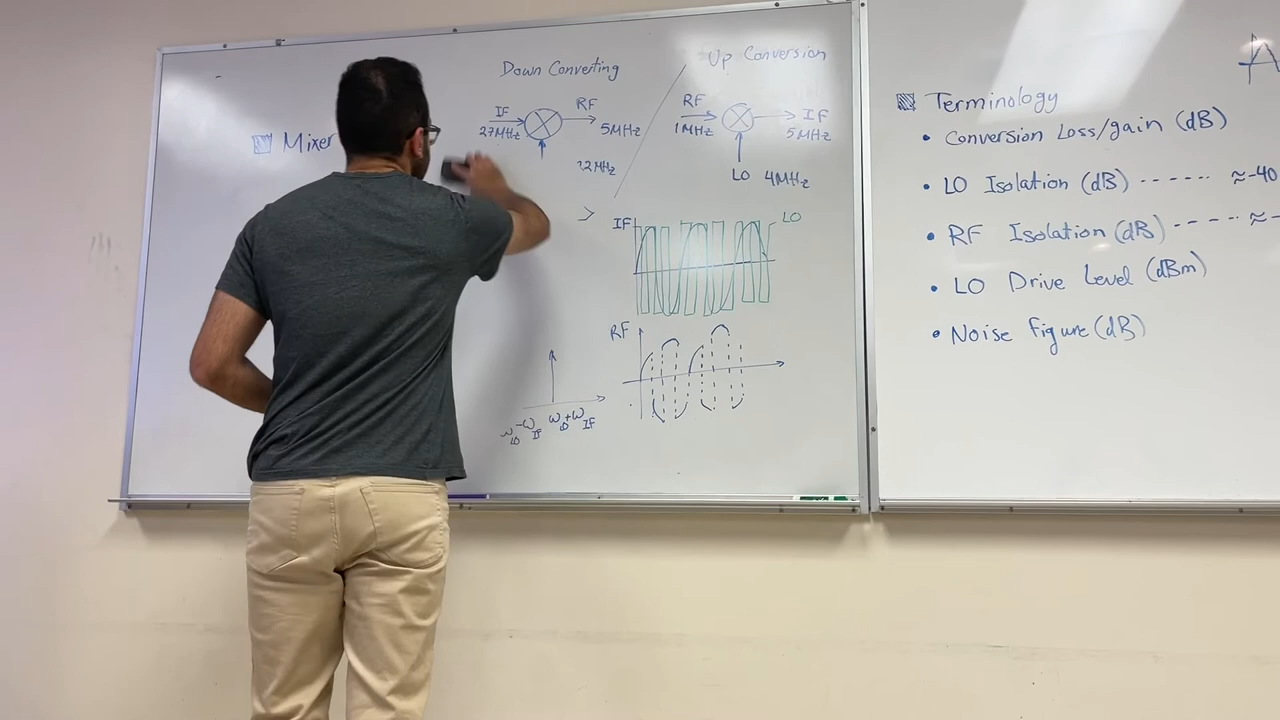 Mixer
Down Converting
IF
27MHz
RF
5MHz
Up Conversion
RF
1MHz
IF
5MHz
LO 4MHz
IF
LO
RF
ω_LO-ω_IF ω_LO+ω_IF
Terminology
• Conversion Loss/gain (dB)
• LO Isolation (dB) ----- ≈-40
• RF Isolation (dB) ---- ≈-
• LO Drive Level (dBm)
• Noise figure (dB)